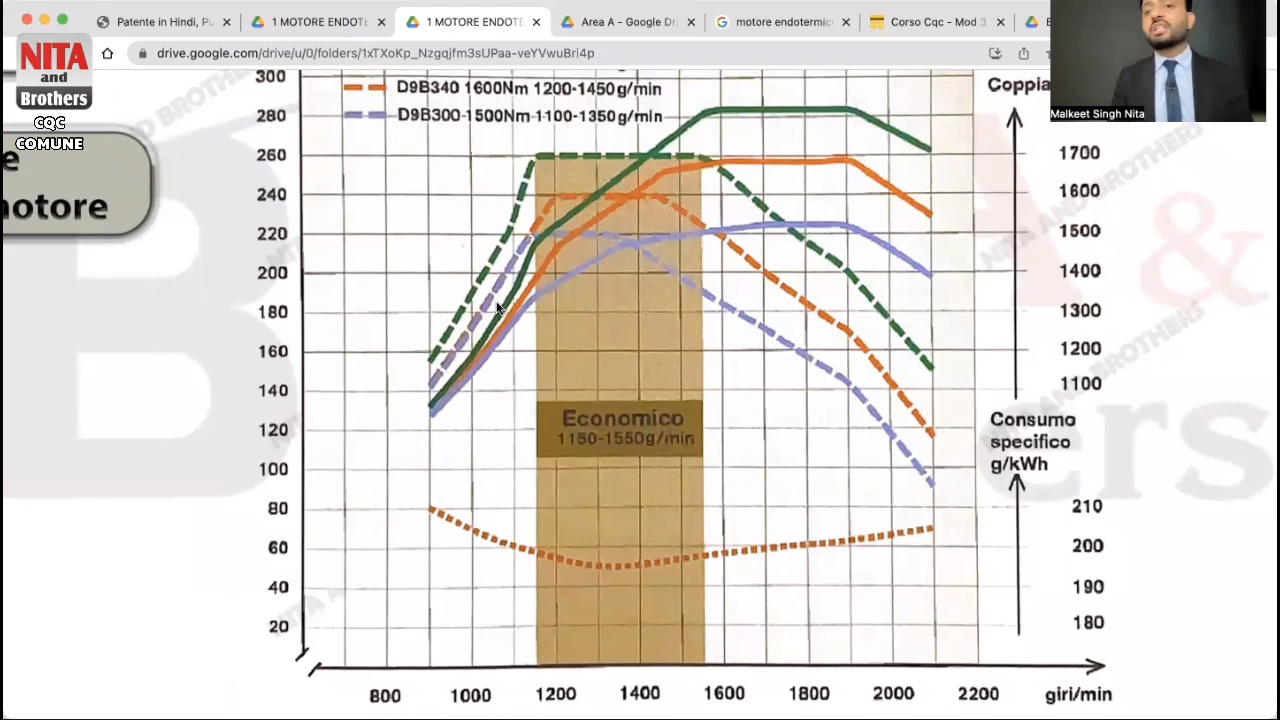 Patente in Hindi, Pu
1 MOTORE ENDOTE
1 MOTORE ENDOTE
Area A - Google Dri
motore endotermic
Corso Cqc - Mod 3
drive.google.com/drive/u/0/folders/1xTXoKp_Nzgqjfm3sUPaa-veYVwuBri4p
NITA
and
Brothers
CQC
COMUNE
Malkeet Singh Nita
D9B340 1600Nm 1200-1450g/min
D9B300 1500Nm 1100-1350g/min
Coppia
300
280
260
240
220
200
180
160
140
120
100
80
60
40
20
1700
1600
1500
1400
1300
1200
1100
Economico
1150-1550g/min
Consumo
specifico
g/kWh
210
200
190
180
800 1000 1200 1400 1600 1800 2000 2200 giri/min
NITA AND BROTHERS